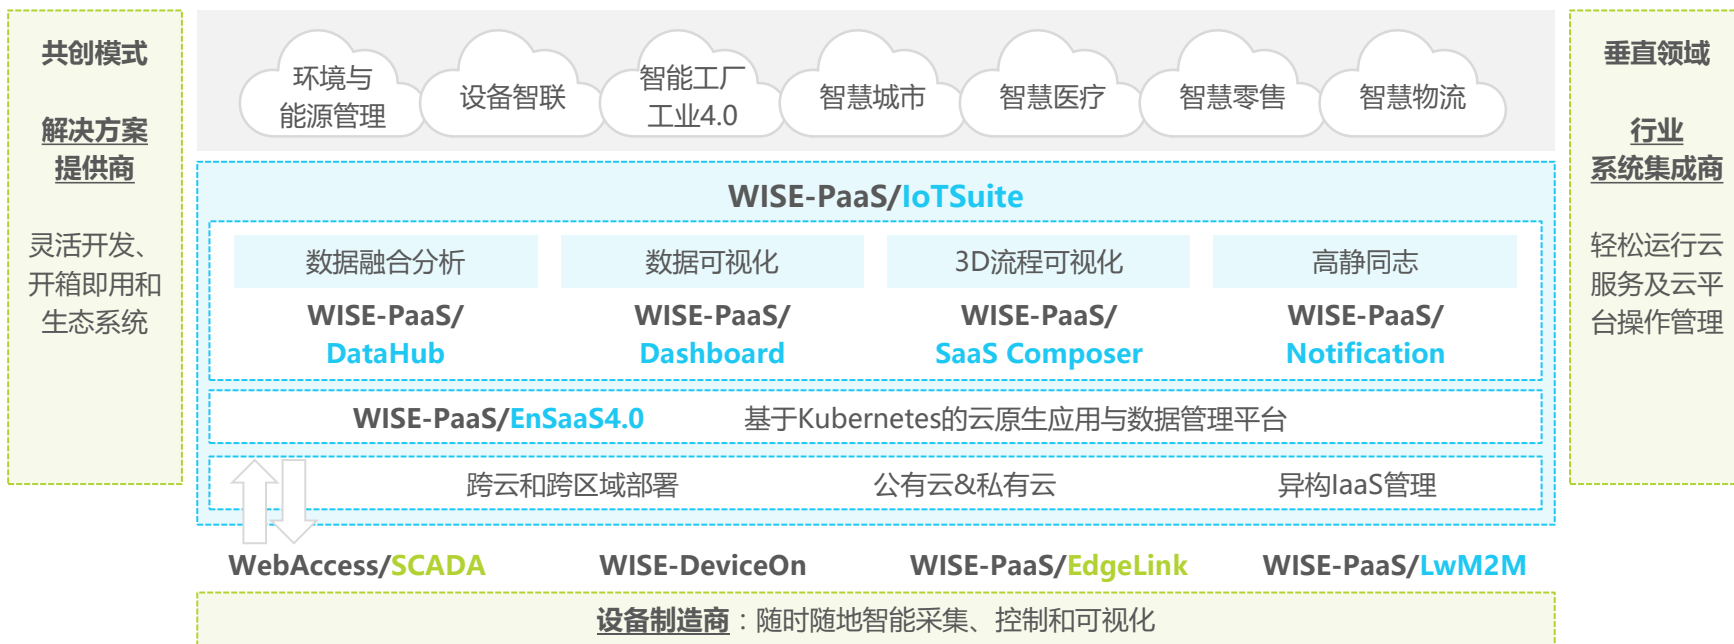 共创模式
解决方案
提供商
灵活开发、
开箱即用和
生态系统
环境与
能源管理
设备智联
智能工厂
工业4.0
智慧城市
智慧医疗
智慧零售
智慧物流
WISE-PaaS/IoTSuite
数据融合分析
WISE-PaaS/
DataHub
数据可视化
WISE-PaaS/
Dashboard
3D流程可视化
WISE-PaaS/
SaaS Composer
高静同志
WISE-PaaS/
Notification
WISE-PaaS/EnSaaS4.0 基于Kubernetes的云原生应用与数据管理平台
跨云和跨区域部署 公有云&私有云 异构IaaS管理
WebAccess/SCADA WISE-DeviceOn WISE-PaaS/EdgeLink WISE-PaaS/LwM2M
设备制造商：随时随地智能采集、控制和可视化
垂直领域
行业
系统集成商
轻松运行云
服务及云平
台操作管理